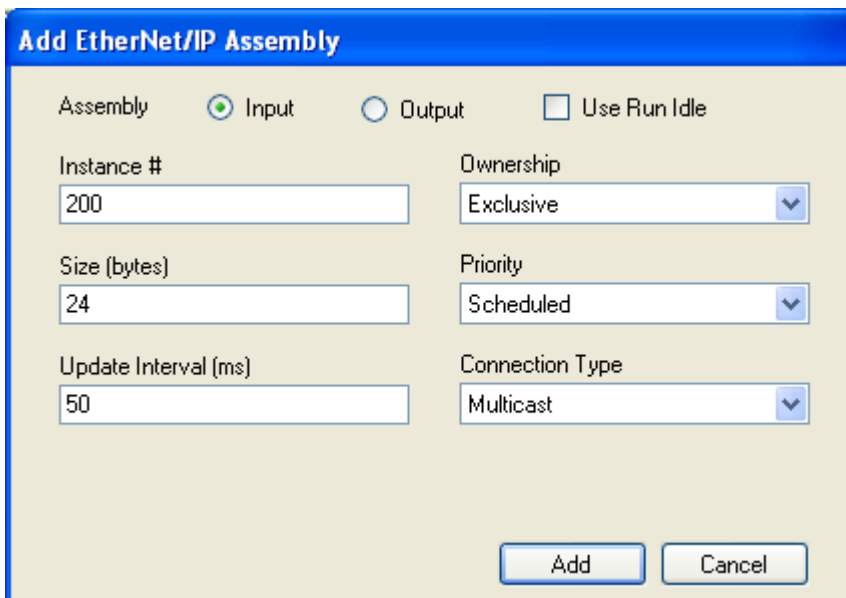 Add EtherNet/IP Assembly
Assembly Input Output Use Run Idle
Instance # Ownership
200 Exclusive
Size (bytes) Priority
24 Scheduled
Update Interval (ms) Connection Type
50 Multicast
Add Cancel